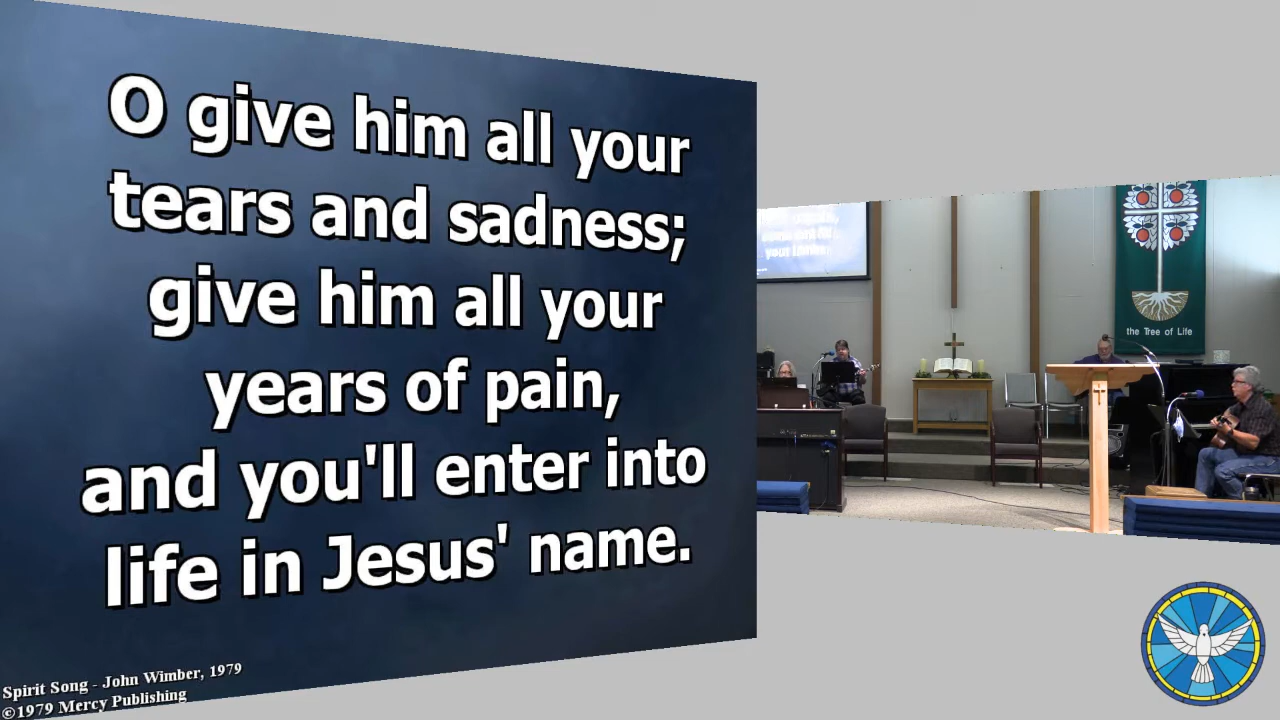 O give him all your
tears and sadness;
give him all your
years of pain,
and you'll enter into
life in Jesus' name.
Spirit Song - John Wimber, 1979
©1979 Mercy Publishing
the Tree of Life